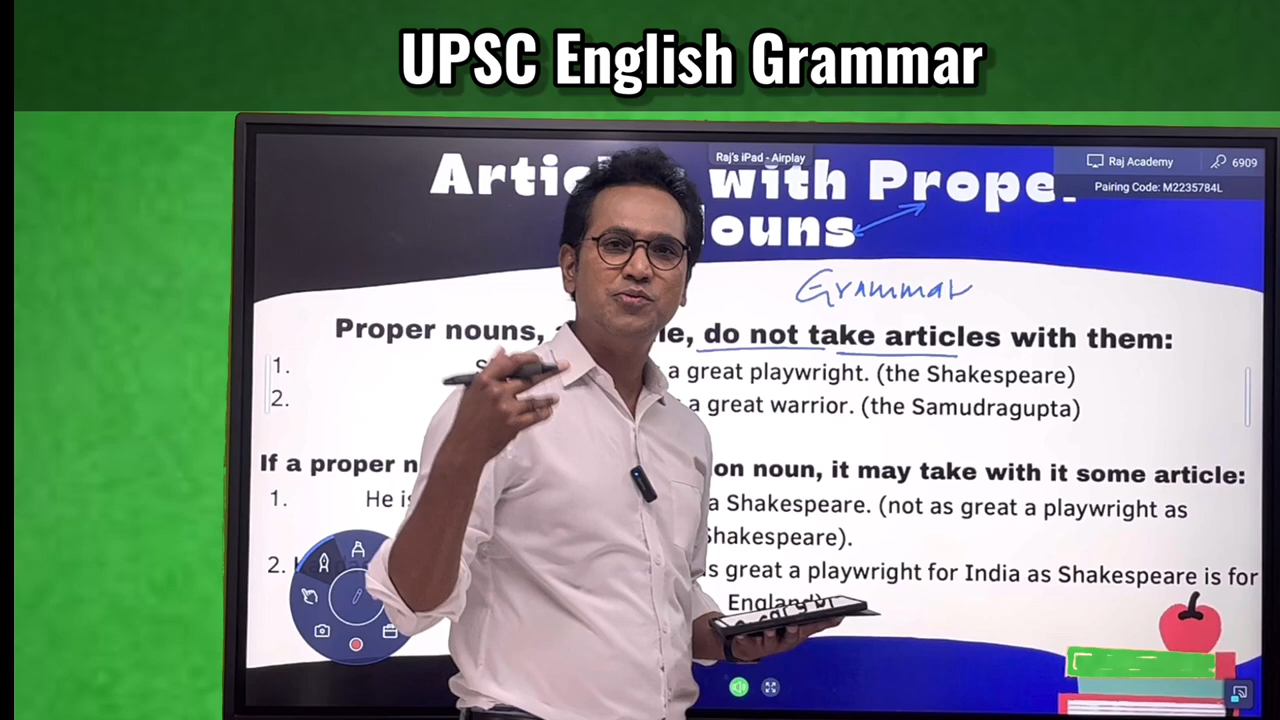 UPSC English Grammar
Raj's iPad - Airplay
Raj Academy
6909
Pairing Code: M2235784L
with Prope
ouns
Grammar
Proper nouns, do not take articles with them:
1. a great playwright. (the Shakespeare)
2. a great warrior. (the Samudragupta)
If a proper on noun, it may take with it some article:
1. He is a Shakespeare. (not as great a playwright as
Shakespeare).
2. as great a playwright for India as Shakespeare is for
England